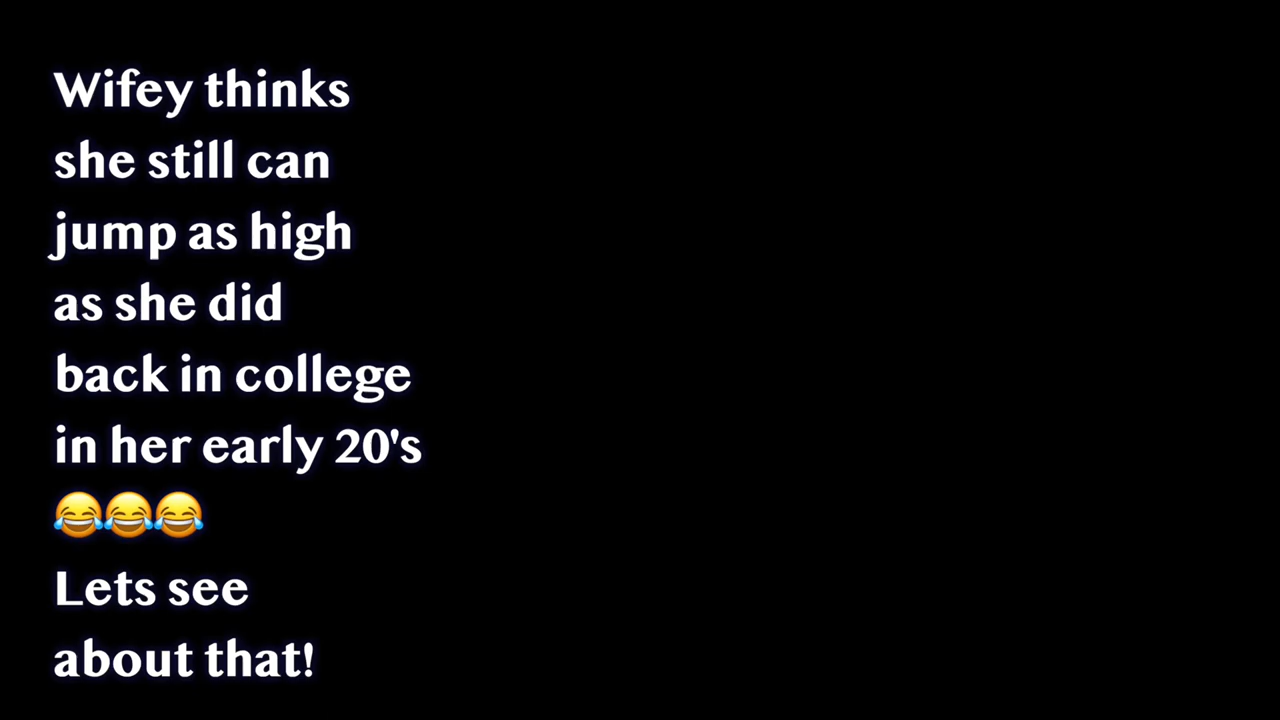 Wifey thinks
she still can
jump as high
as she did
back in college
in her early 20's
😂😂😂
Lets see
about that!